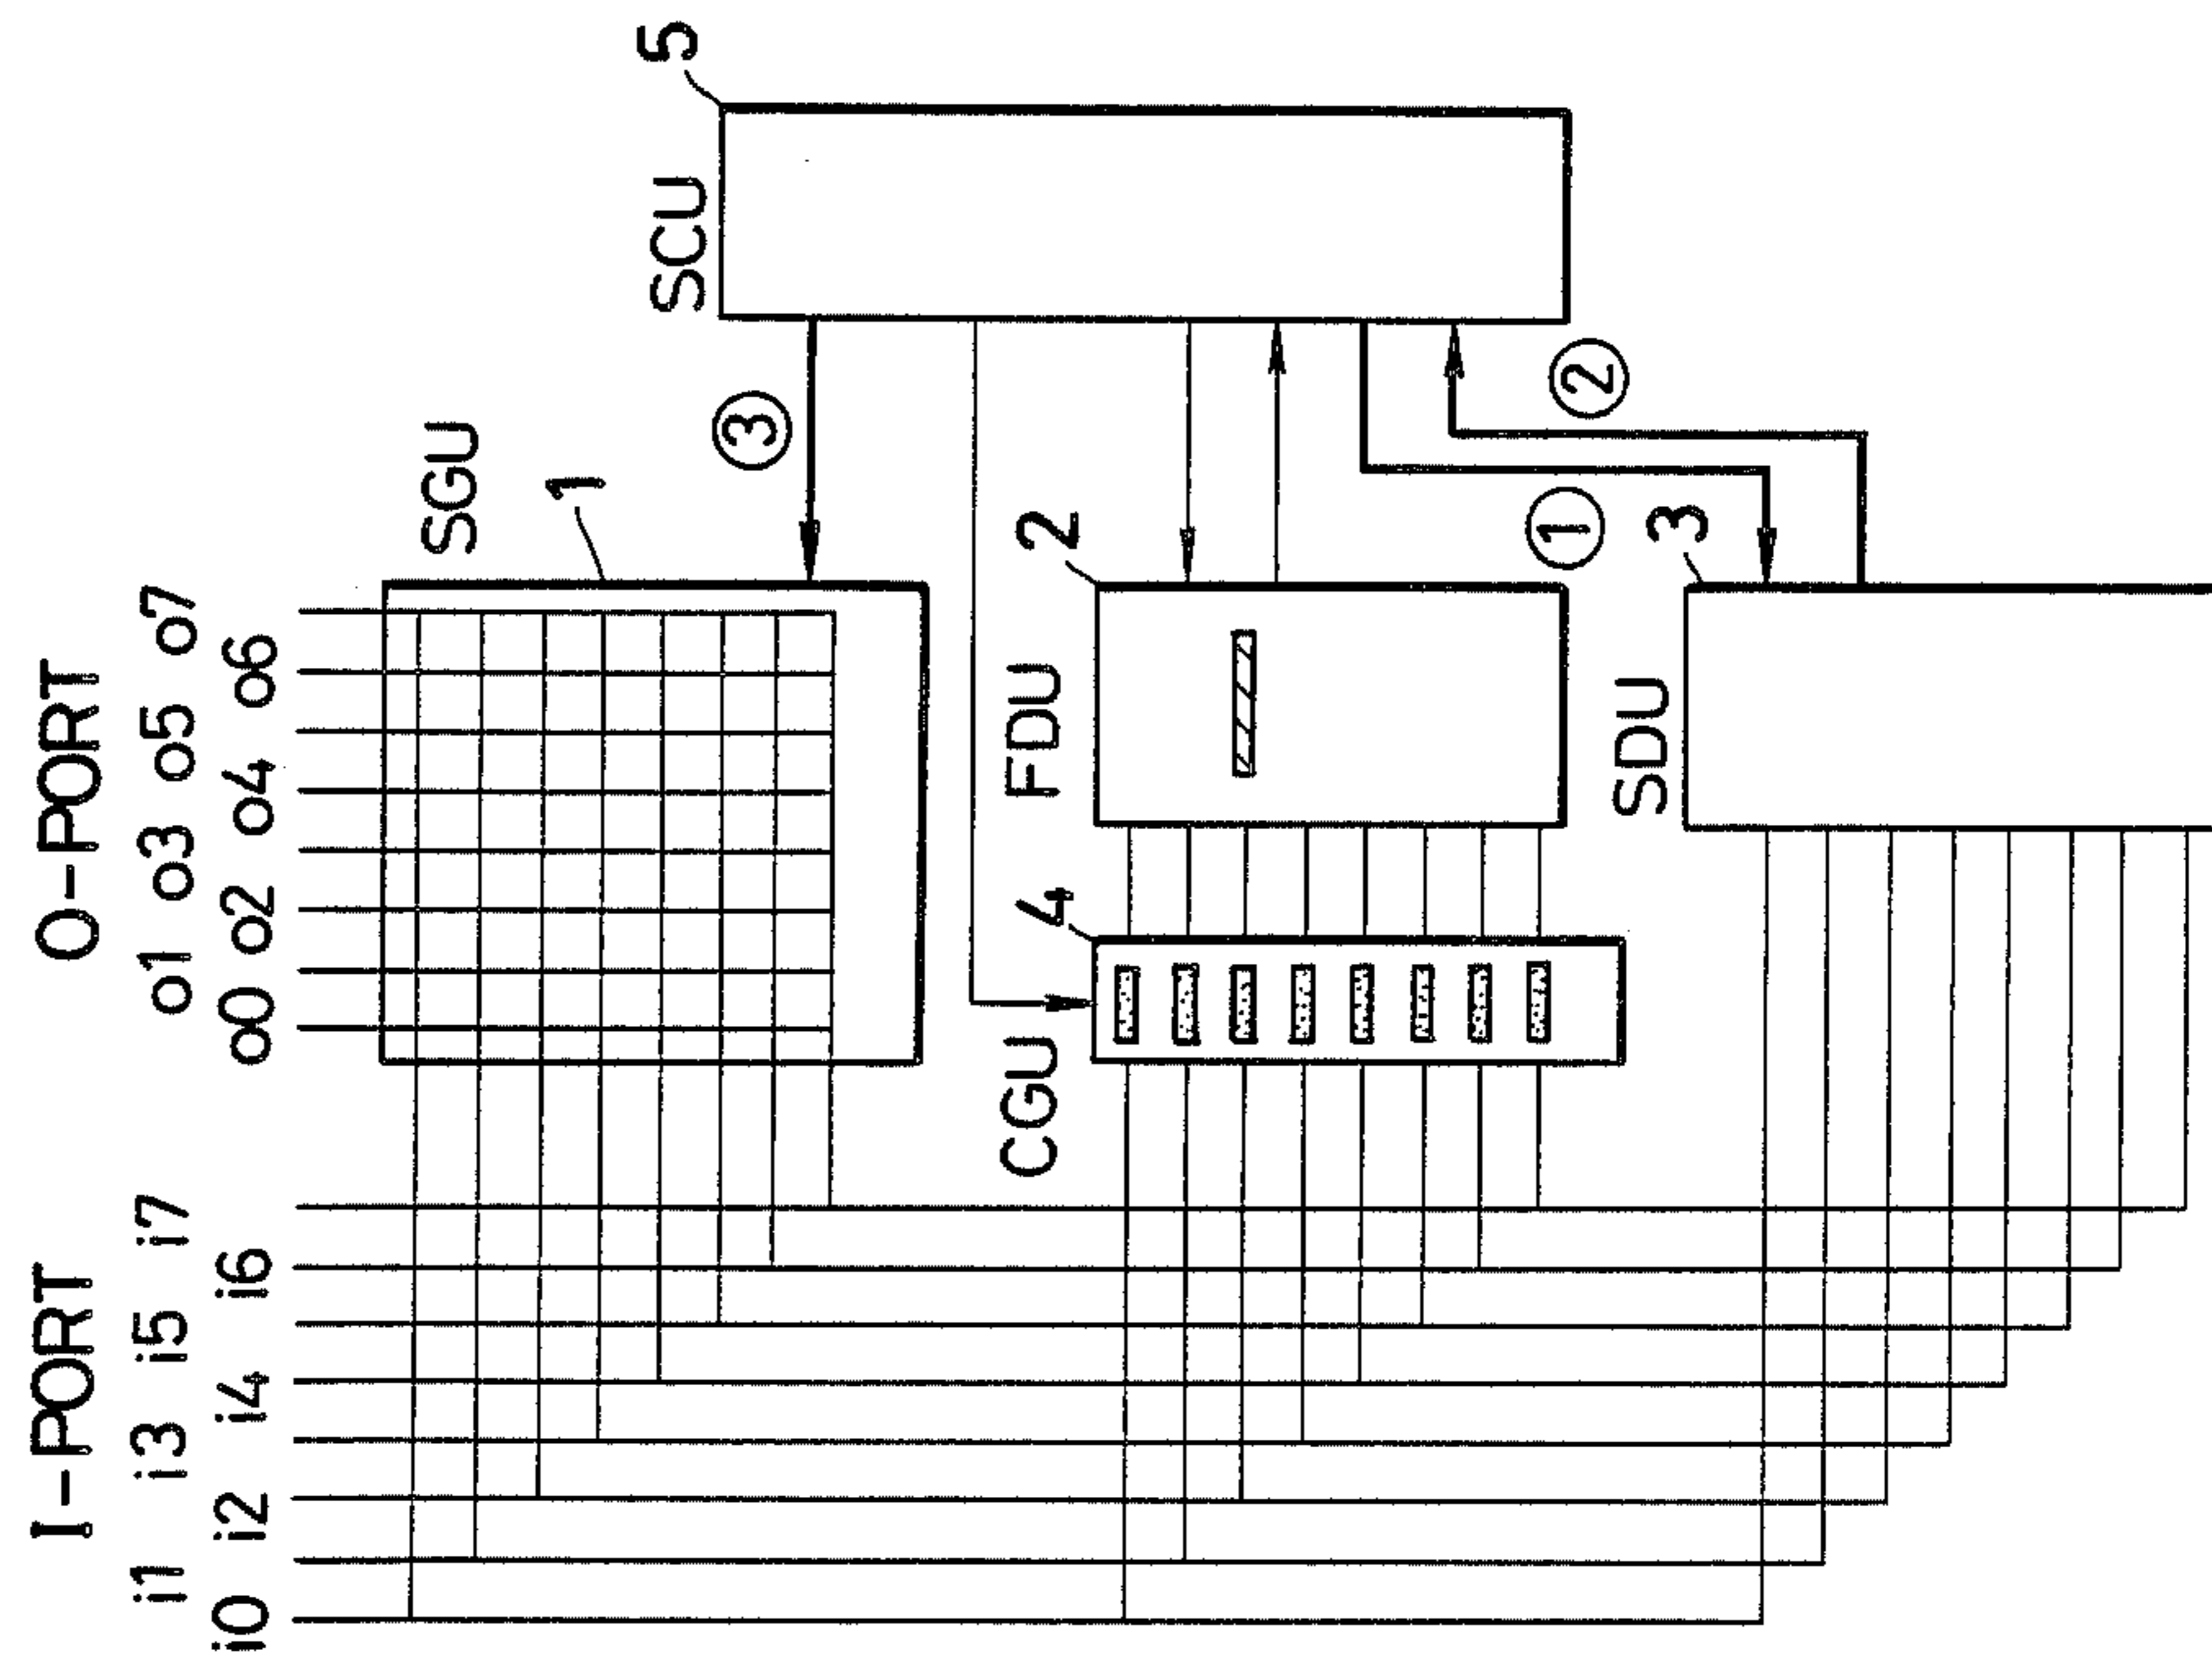 I-PORT
i1 i3 i5 i7
i0 i2 i4 i6
O-PORT
o1 o3 o5 o7
o0 o2 o4 o6
SGU
1
③
SCU
5
CGU
4
FDU
2
①
②
SDU
3